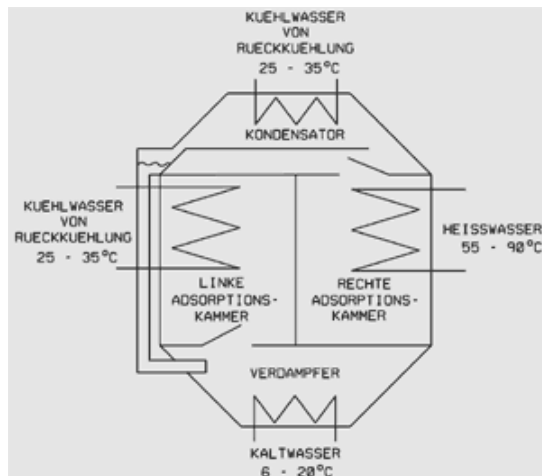 KUEHLWASSER
VON
RUECKKUEHLUNG
25 - 35°C
KONDENSATOR
KUEHLWASSER
VON
RUECKKUEHLUNG
25 - 35°C
HEISSWASSER
55 - 90°C
LINKE
ADSORPTIONS-
KAMMER
RECHTE
ADSORPTIONS-
KAMMER
VERDAMPFER
KALTWASSER
6 - 20°C